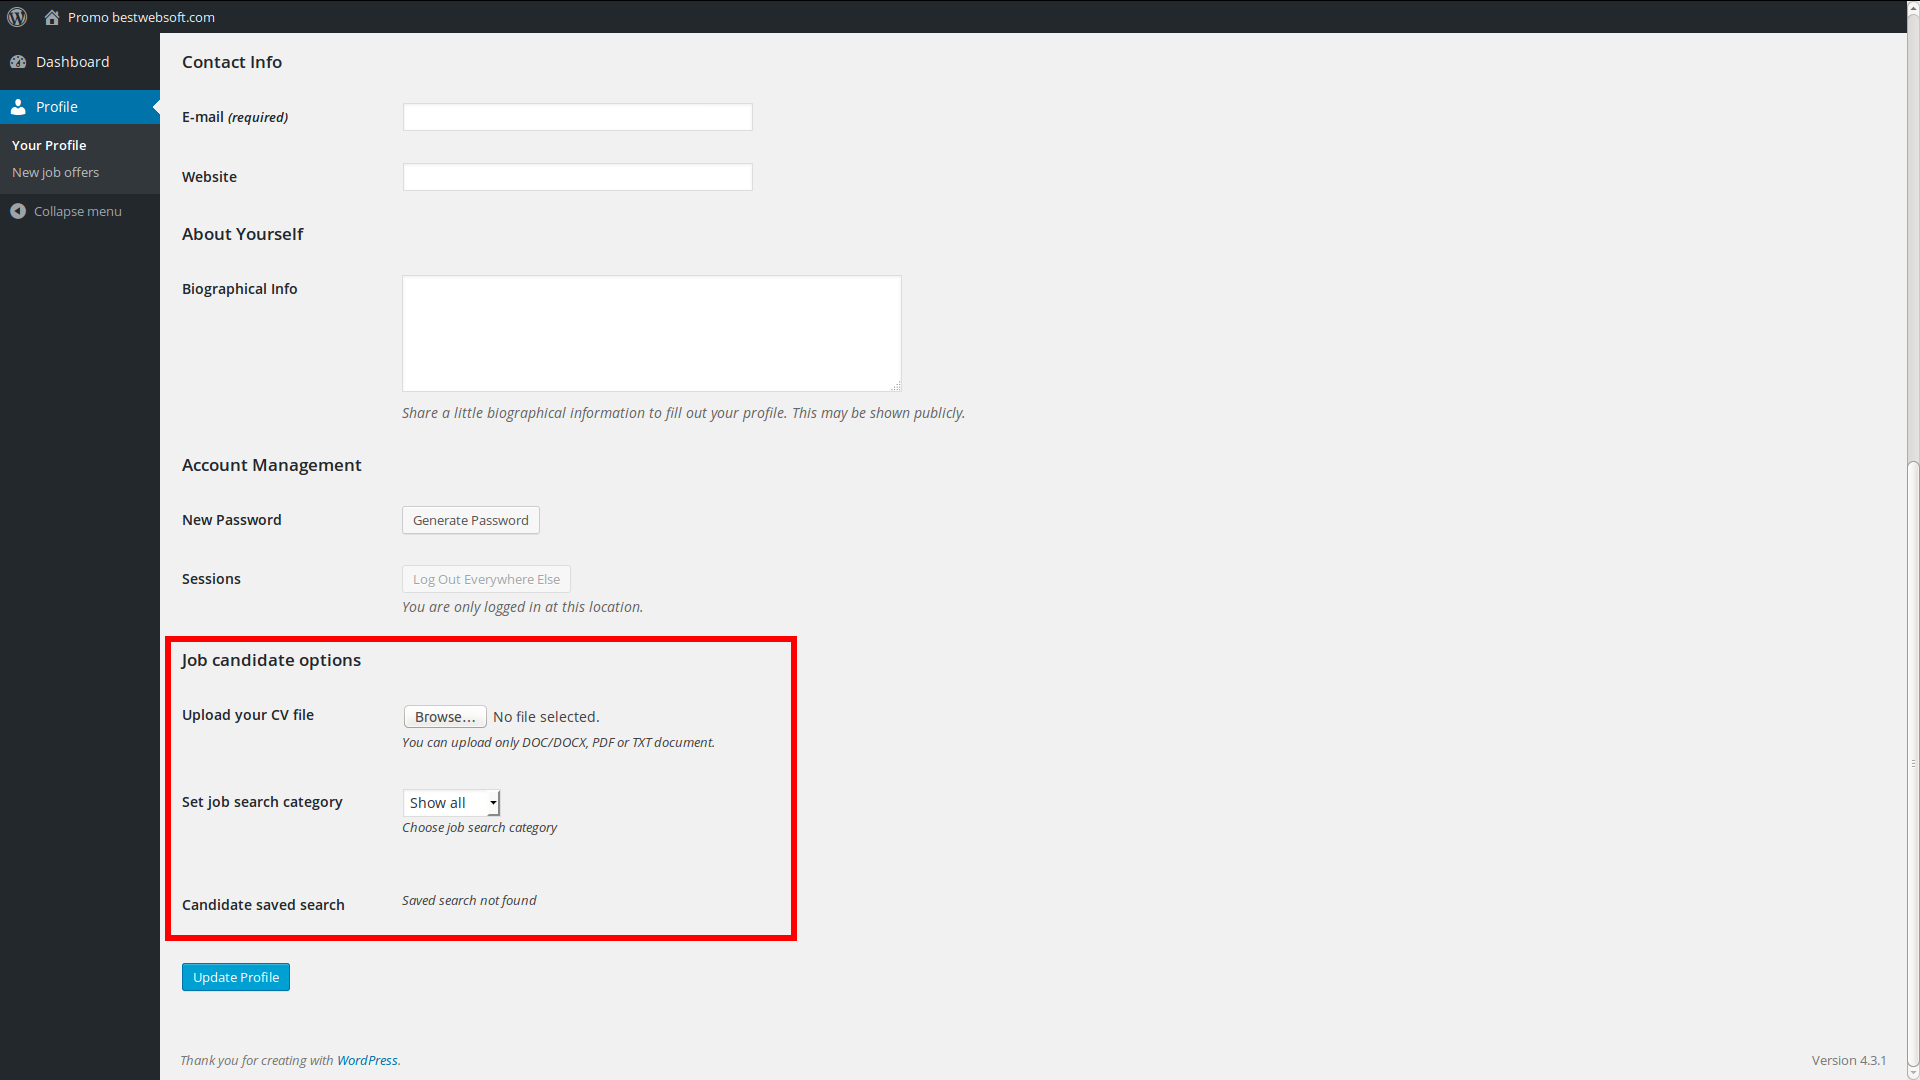 Promo bestwebsoft.com
Dashboard
Profile
Your Profile
New job offers
Collapse menu
Contact Info
E-mail (required)
Website
About Yourself
Biographical Info
Share a little biographical information to fill out your profile. This may be shown publicly.
Account Management
New Password Generate Password
Sessions Log Out Everywhere Else
You are only logged in at this location.
Job candidate options
Upload your CV file Browse... No file selected.
You can upload only DOC/DOCX, PDF or TXT document.
Set job search category Show all
Choose job search category
Candidate saved search Saved search not found
Update Profile
Thank you for creating with WordPress. Version 4.3.1